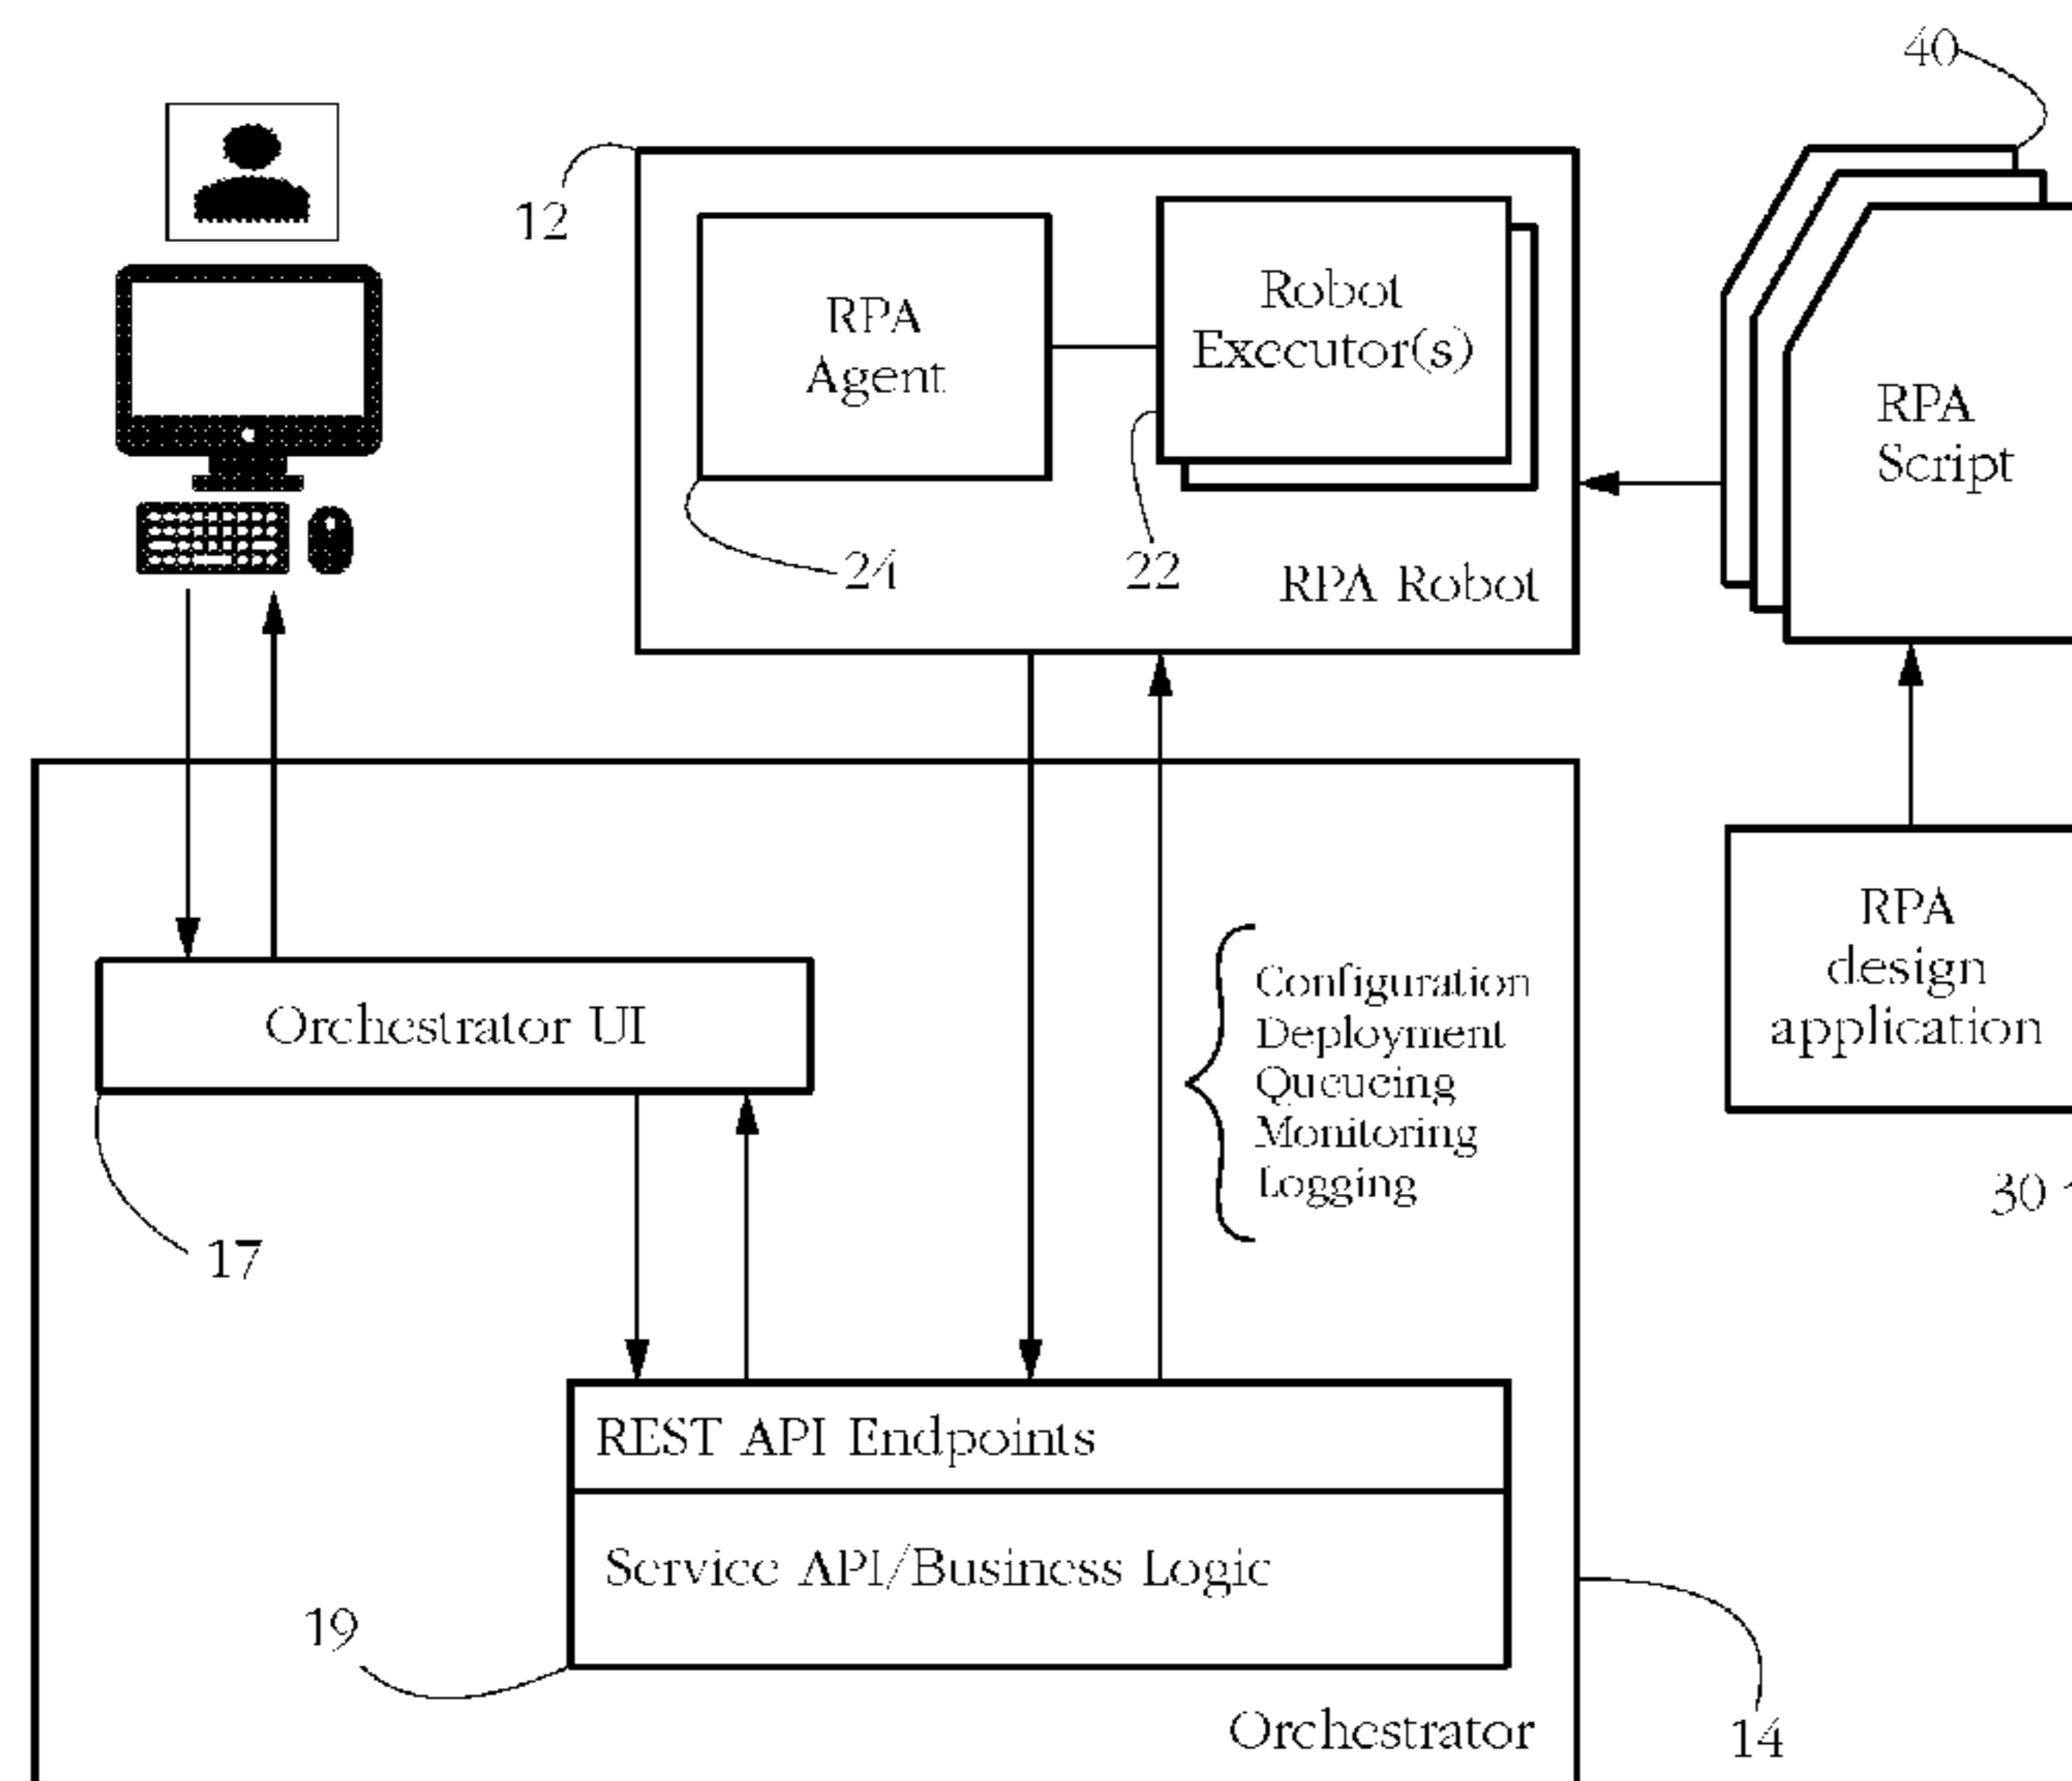 40
12
RPA
Agent
Robot
Executor(s)
RPA
Script
24
22
RPA Robot
RPA
design
application
30
Configuration
Deployment
Queueing
Monitoring
Logging
Orchestrator UI
17
REST API Endpoints
Service API/Business Logic
19
Orchestrator
14